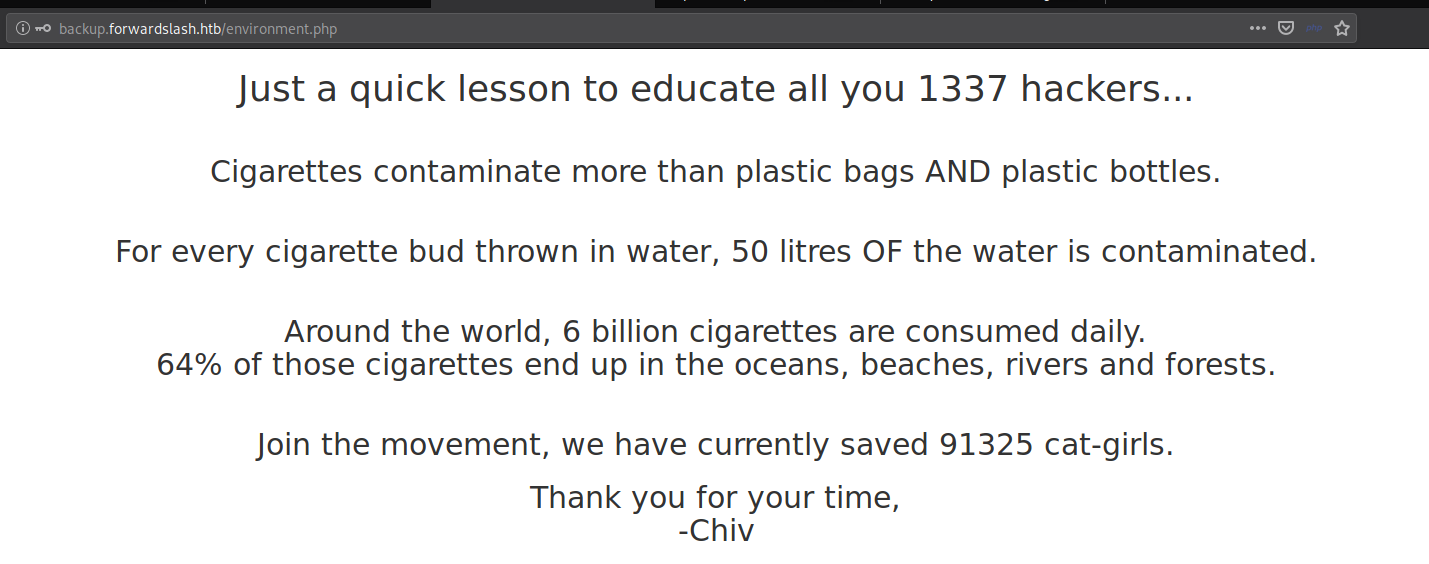 backup.forwardslash.htb/environment.php
php
Just a quick lesson to educate all you 1337 hackers...
Cigarettes contaminate more than plastic bags AND plastic bottles.
For every cigarette bud thrown in water, 50 litres OF the water is contaminated.
Around the world, 6 billion cigarettes are consumed daily.
64% of those cigarettes end up in the oceans, beaches, rivers and forests.
Join the movement, we have currently saved 91325 cat-girls.
Thank you for your time,
-Chiv